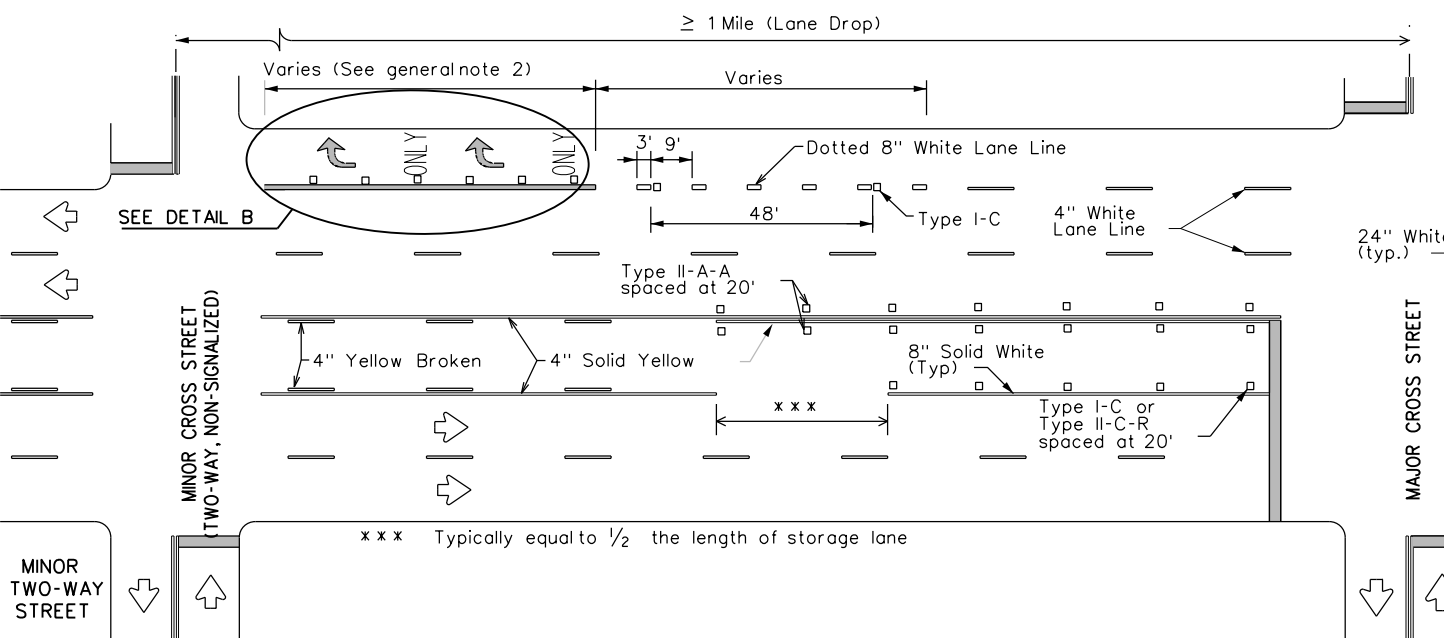 ≥ 1 Mile (Lane Drop)
Varies (See general note 2)
Varies
ONLY
ONLY
3'
9'
Dotted 8" White Lane Line
SEE DETAIL B
48'
Type I-C
4" White
Lane Line
24" White
(typ.)
Type II-A-A
spaced at 20'
4" Yellow Broken
4" Solid Yellow
8" Solid White
(Typ)
***
Type I-C or
Type II-C-R
spaced at 20'
MINOR CROSS STREET
(TWO-WAY, NON-SIGNALIZED)
MAJOR CROSS STREET
*** Typically equal to 1/2 the length of storage lane
MINOR
TWO-WAY
STREET